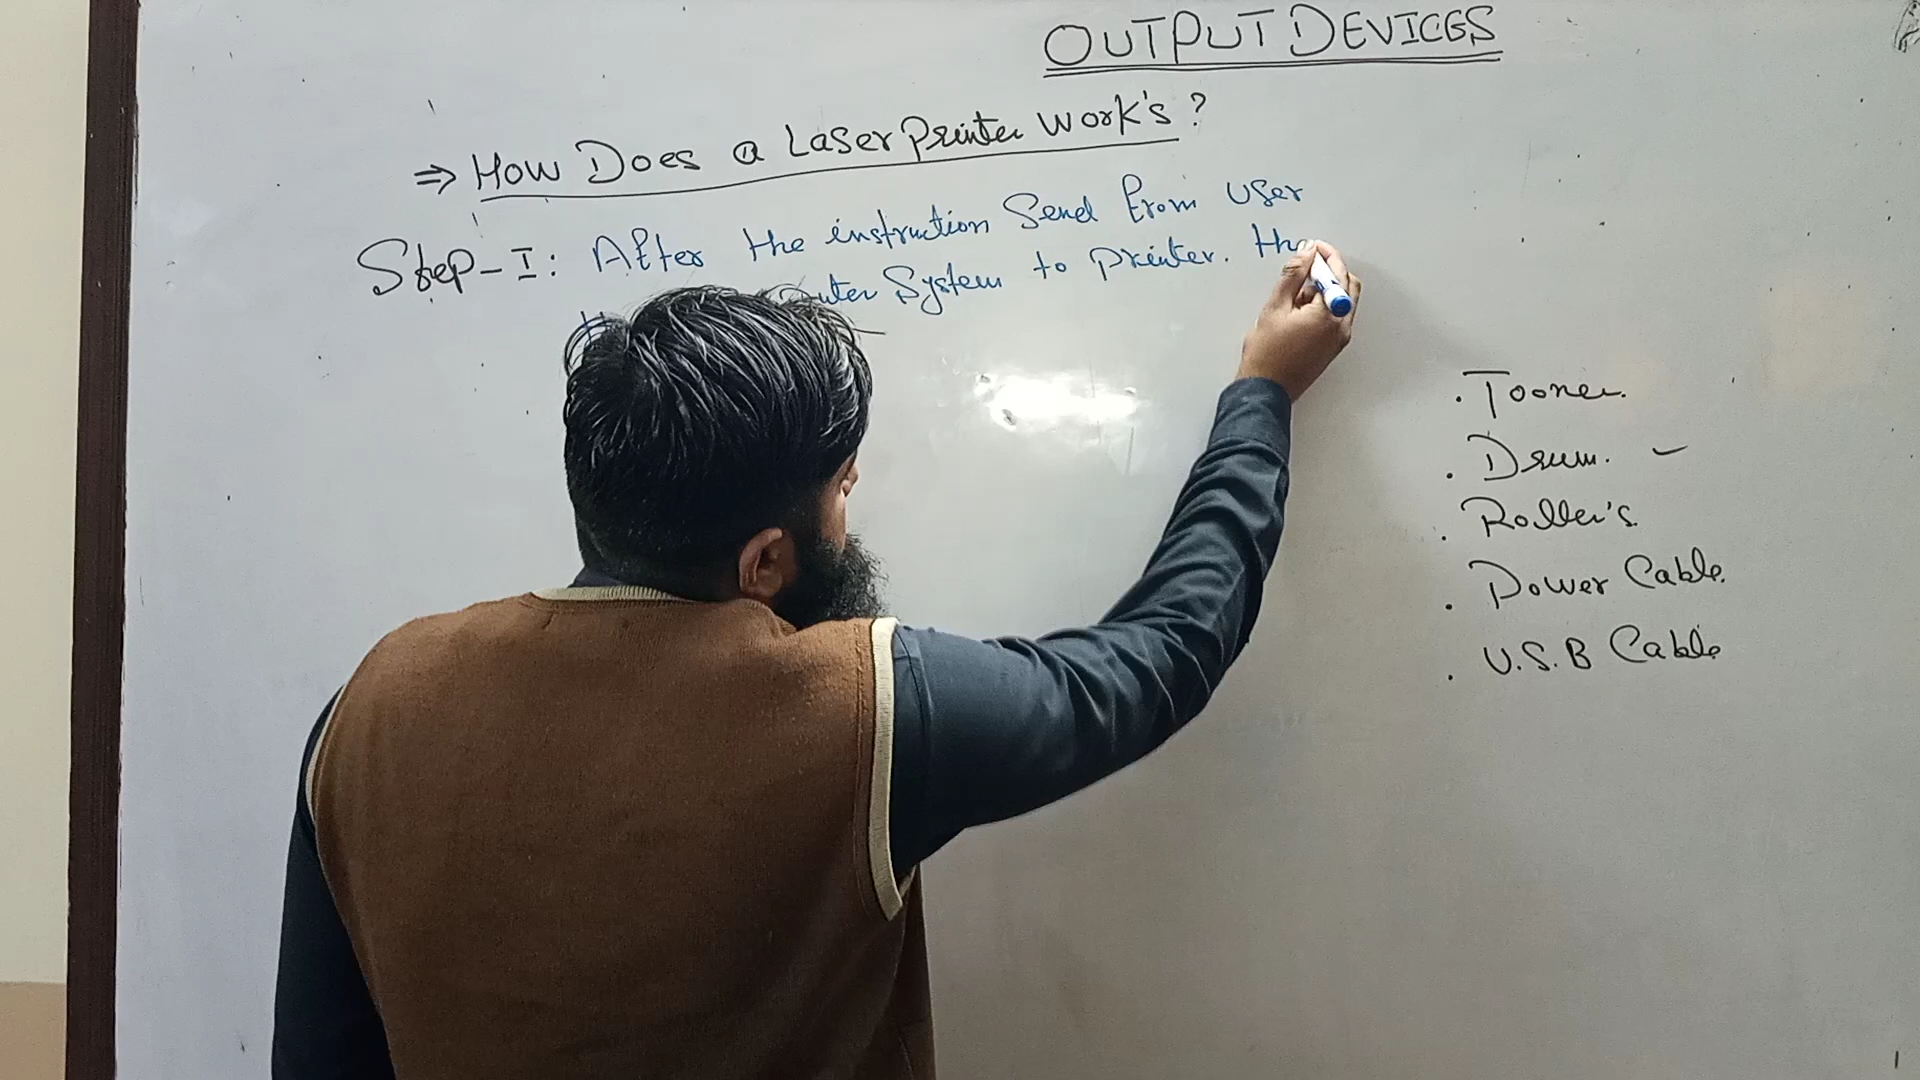 OUTPUT DEVICES
⇒ How Does a Laser Printer Work's?
Step-I: After the instruction Send From User
System to printer. the
. Tooner.
. Drum. -
. Roller's.
. Power Cable.
. U.S.B Cable